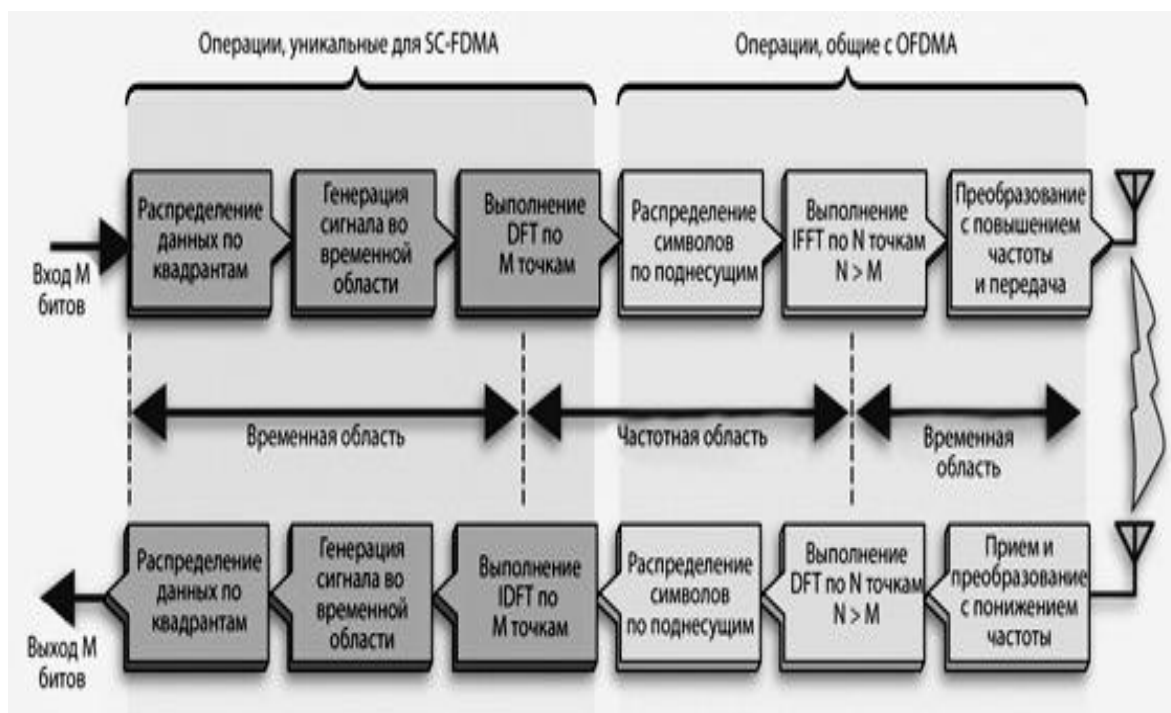 Операции, уникальные для SC-FDMA
Операции, общие с OFDMA
Вход M
битов
Распределение
данных по
квадрантам
Генерация
сигнала во
временной
области
Выполнение
DFT по
M точкам
Распределение
символов
по поднесущим
Выполнение
IFFT по N точкам
N > M
Преобразование
с повышением
частоты
и передача
Временная область
Частотная область
Временная
область
Выход M
битов
Распределение
данных по
квадрантам
Генерация
сигнала во
временной
области
Выполнение
IDFT по
M точкам
Распределение
символов
по поднесущим
Выполнение
DFT по N точкам
N > M
Прием и
преобразование
с понижением
частоты